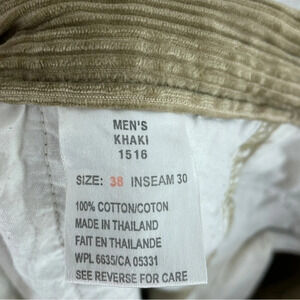 MEN'S
KHAKI
1516
SIZE: 38 INSEAM 30
100% COTTON/COTON
MADE IN THAILAND
FAIT EN THAILANDE
WPL 6635/CA 05331
SEE REVERSE FOR CARE